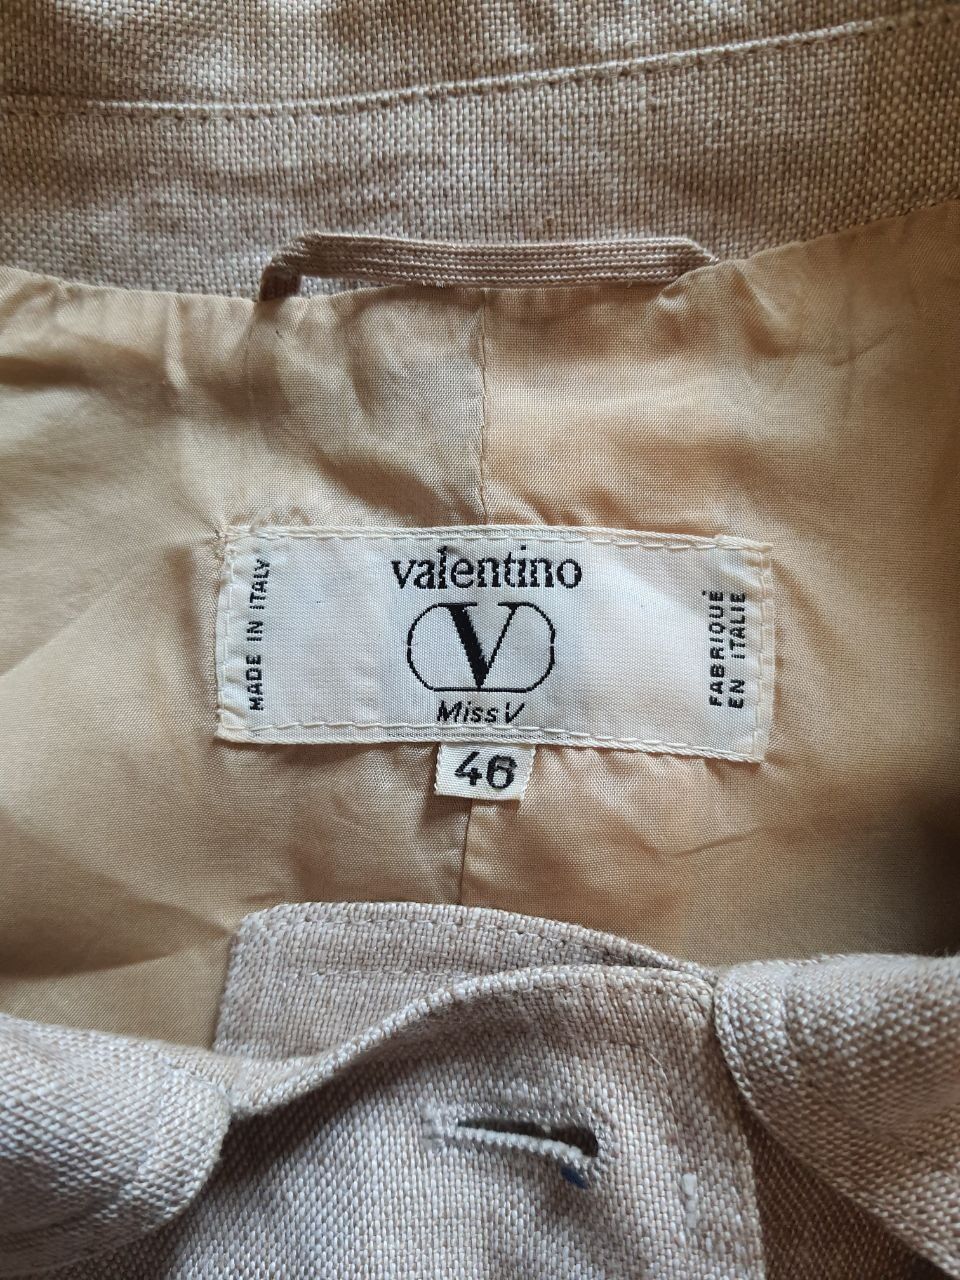 valentino
V
Miss V
MADE IN ITALY
FABRIQUÉ
EN ITALIE
46